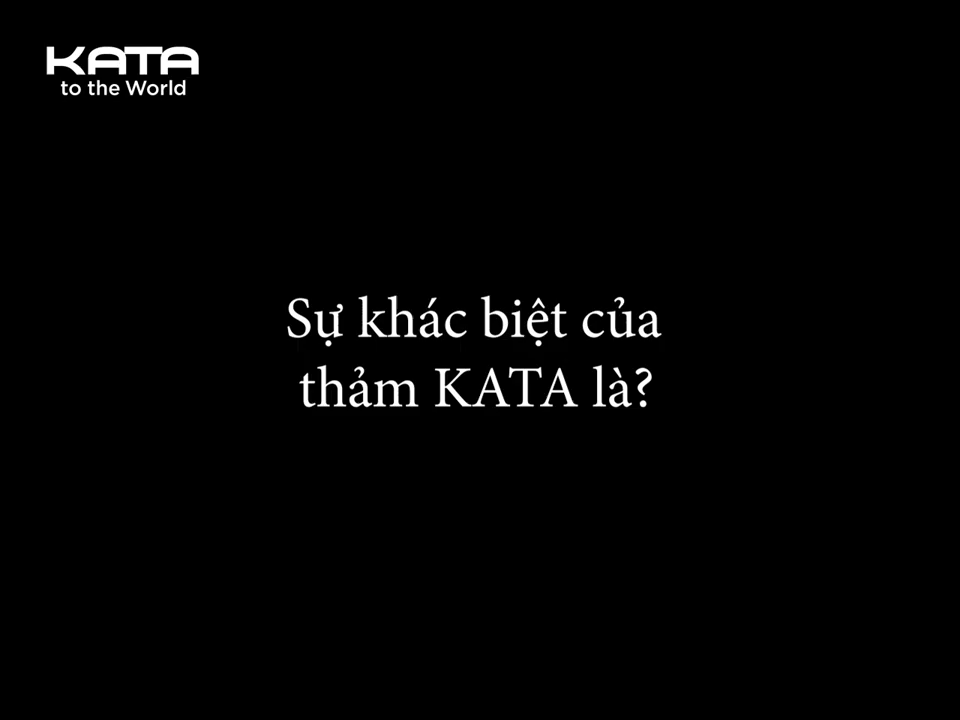 KATA
to the World
Sự khác biệt của
thảm KATA là?